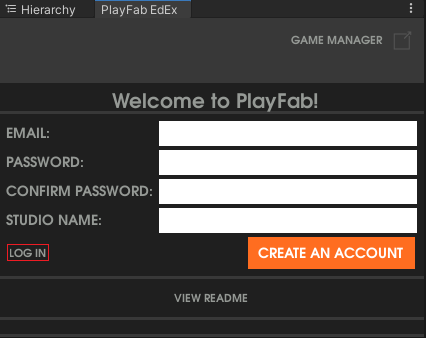 Hierarchy PlayFab EdEx
GAME MANAGER
Welcome to PlayFab!
EMAIL:
PASSWORD:
CONFIRM PASSWORD:
STUDIO NAME:
LOG IN CREATE AN ACCOUNT
VIEW README